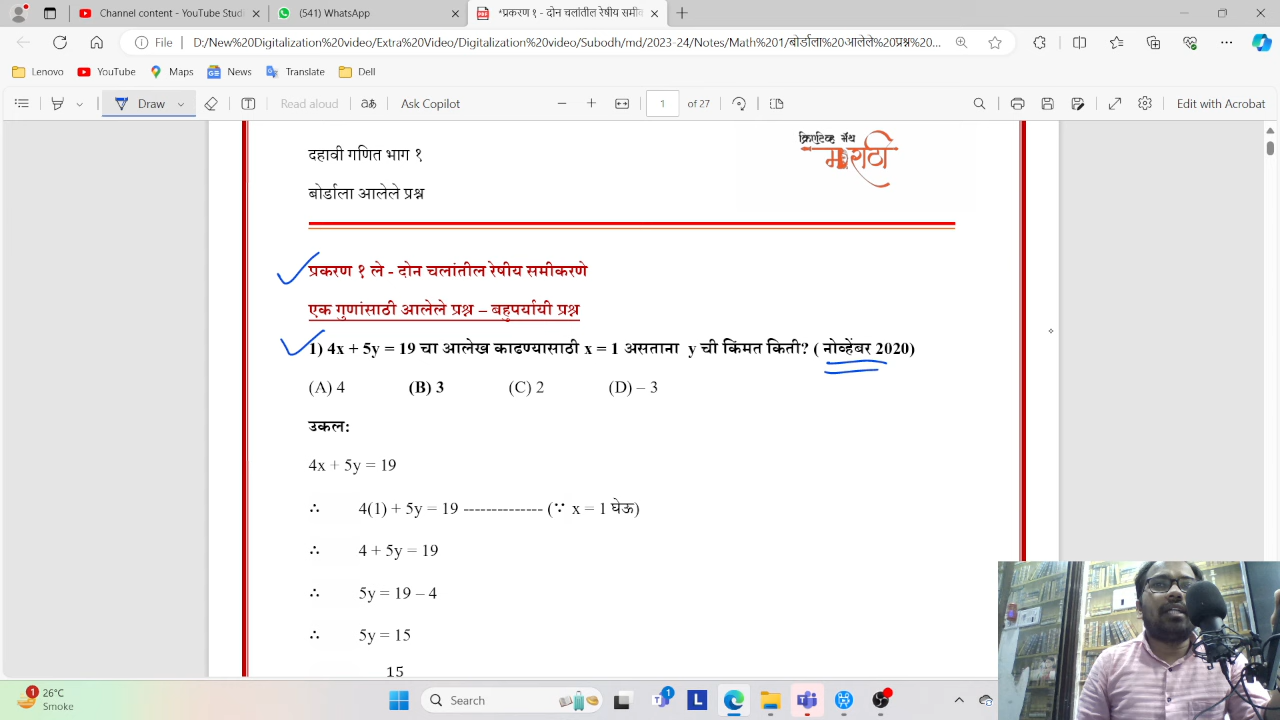 Content channel - YouTube Stud
(541) WhatsApp
*प्रकरण १ - दोन चलांतील रेषीय समी
File
D:/New%20Digitalization%20video/Extra%20Video/Digitalization%20video/Subodh/md/2023-24/Notes/Math%201/बोर्डाला%20आलेले%20प्रश्न%20...
Lenovo YouTube Maps News Translate Dell
Draw Read aloud Ask Copilot 1 of 27 Edit with Acrobat
क्रिएटिव्ह मॅथ
मराठी
दहावी गणित भाग १
बोर्डाला आलेले प्रश्न
प्रकरण १ ले - दोन चलांतील रेषीय समीकरणे
एक गुणांसाठी आलेले प्रश्न – बहुपर्यायी प्रश्न
1) 4x + 5y = 19 चा आलेख काढण्यासाठी x = 1 असताना y ची किंमत किती? ( नोव्हेंबर 2020)
(A) 4 (B) 3 (C) 2 (D) – 3
उकल:
4x + 5y = 19
∴ 4(1) + 5y = 19 -------------- (∵ x = 1 घेऊ)
∴ 4 + 5y = 19
∴ 5y = 19 – 4
∴ 5y = 15
15
1
26°C
Smoke
Search
1
L